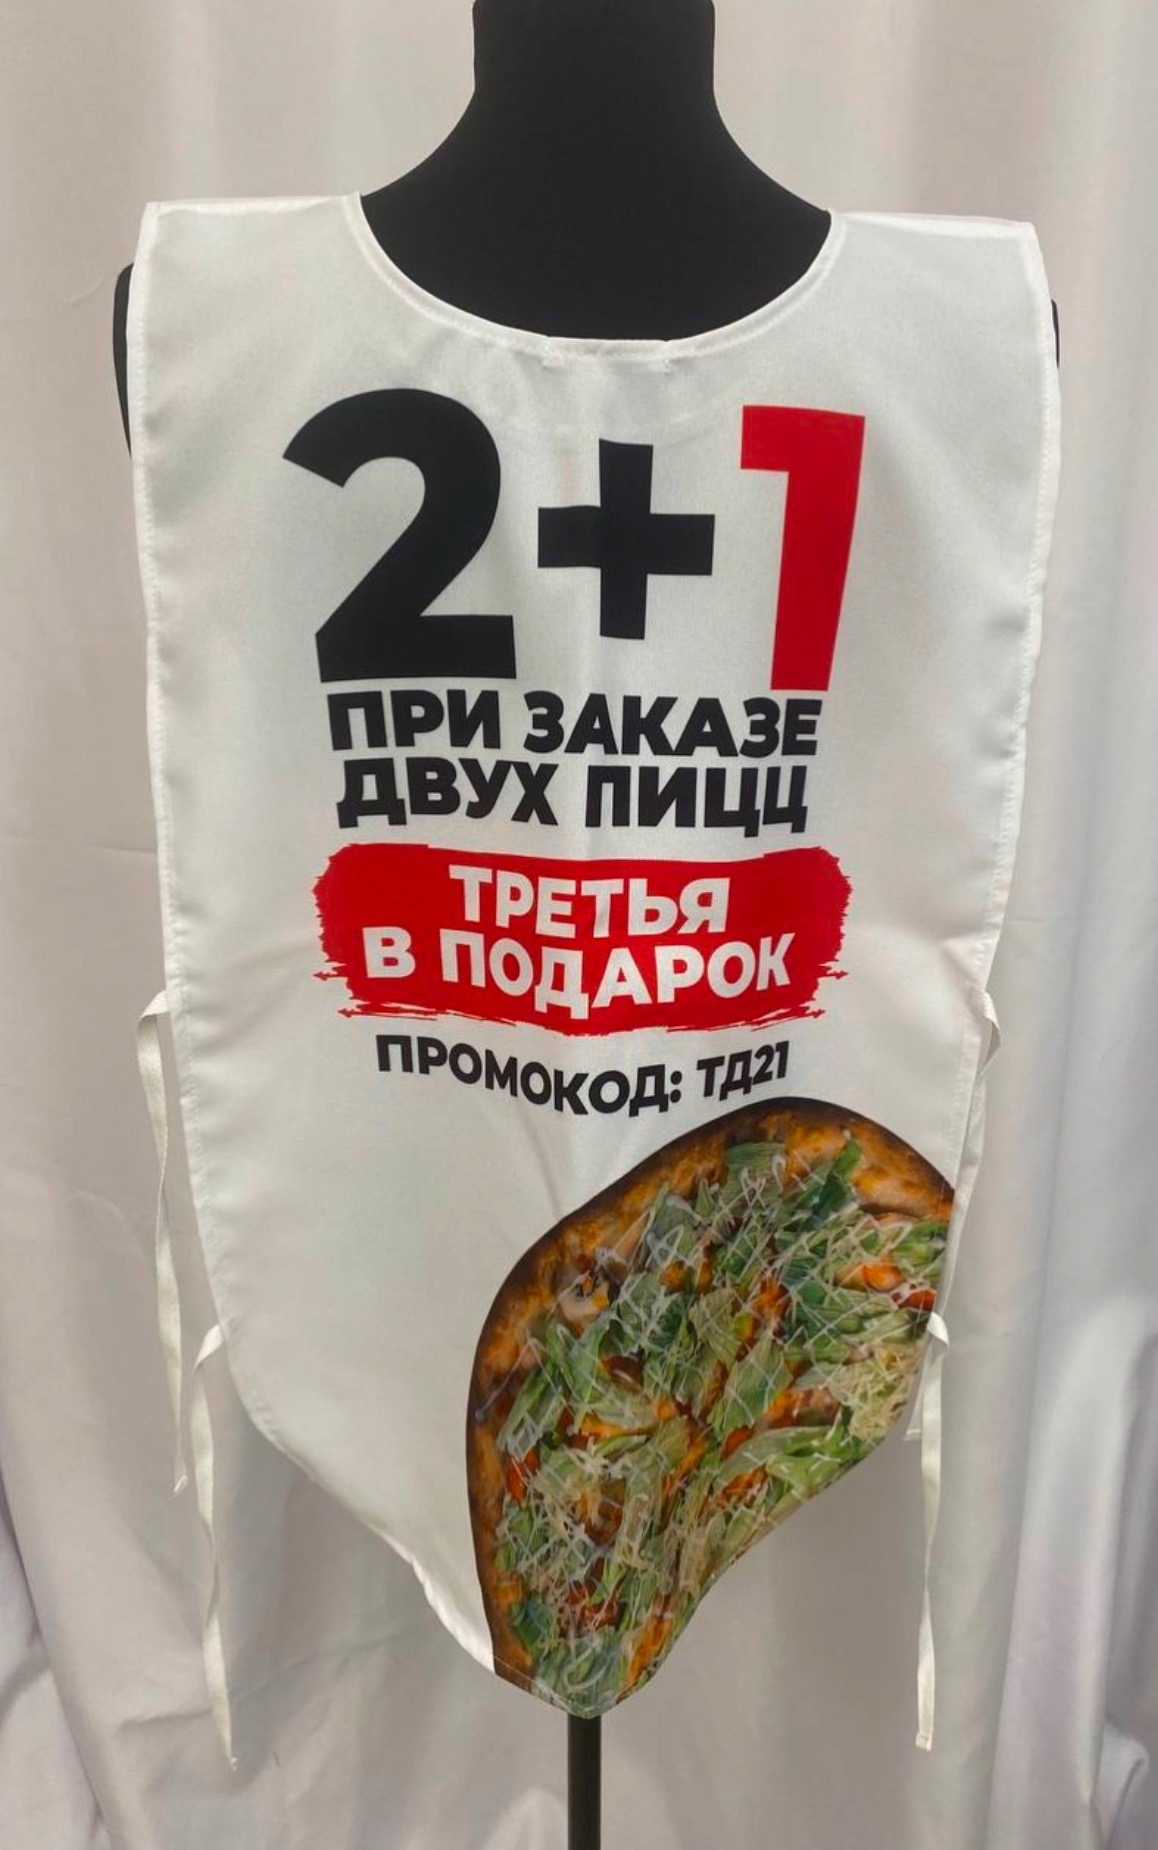 2+1
ПРИ ЗАКАЗЕ
ДВУХ ПИЦЦ
ТРЕТЬЯ
В ПОДАРОК
ПРОМОКОД: ТД21